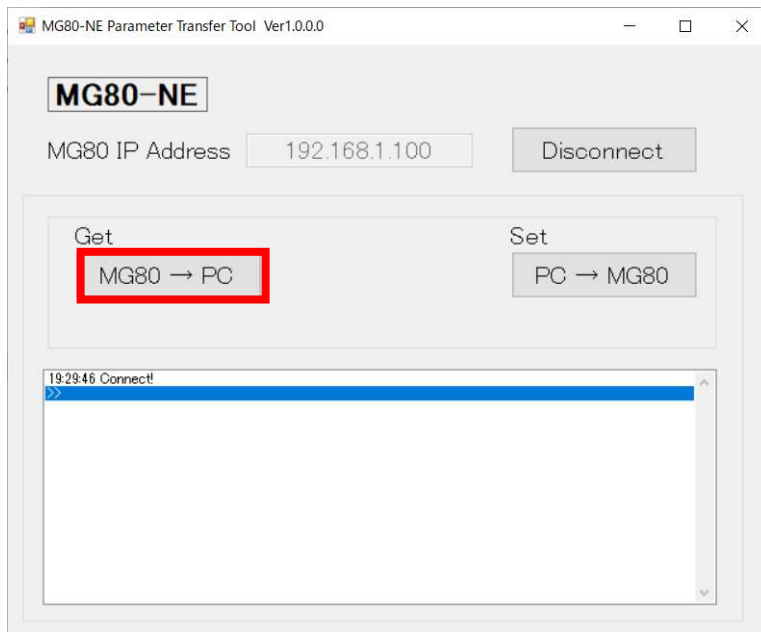 MG80-NE Parameter Transfer Tool Ver1.0.0.0
MG80-NE
MG80 IP Address 192.168.1.100 Disconnect
Get Set
MG80 → PC PC → MG80
19:29:46 Connect!
>>